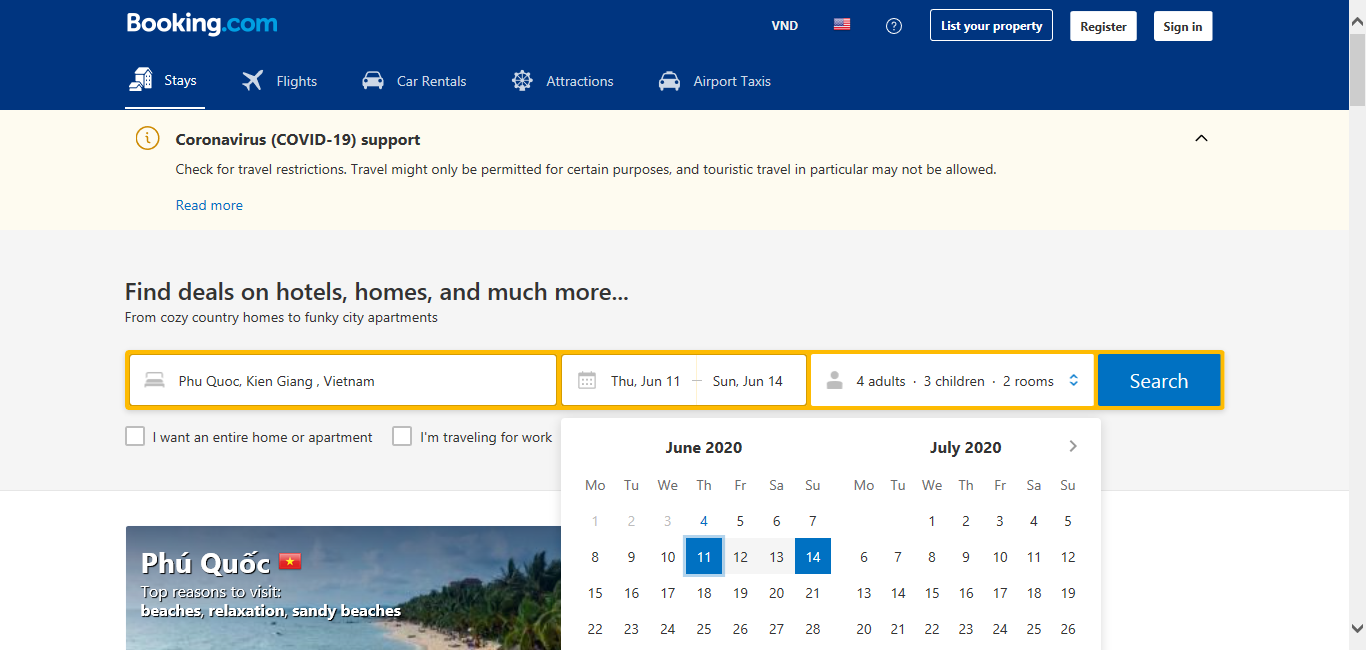 Booking.com
VND
List your property
Register
Sign in
Stays
Flights
Car Rentals
Attractions
Airport Taxis
Coronavirus (COVID-19) support
Check for travel restrictions. Travel might only be permitted for certain purposes, and touristic travel in particular may not be allowed.
Read more
Find deals on hotels, homes, and much more...
From cozy country homes to funky city apartments
Phu Quoc, Kien Giang , Vietnam
Thu, Jun 11 — Sun, Jun 14
4 adults · 3 children · 2 rooms
Search
I want an entire home or apartment
I'm traveling for work
June 2020
Mo Tu We Th Fr Sa Su
1 2 3 4 5 6 7
8 9 10 11 12 13 14
15 16 17 18 19 20 21
22 23 24 25 26 27 28
July 2020
Mo Tu We Th Fr Sa Su
1 2 3 4 5
6 7 8 9 10 11 12
13 14 15 16 17 18 19
20 21 22 23 24 25 26
Phú Quốc
Top reasons to visit:
beaches, relaxation, sandy beaches